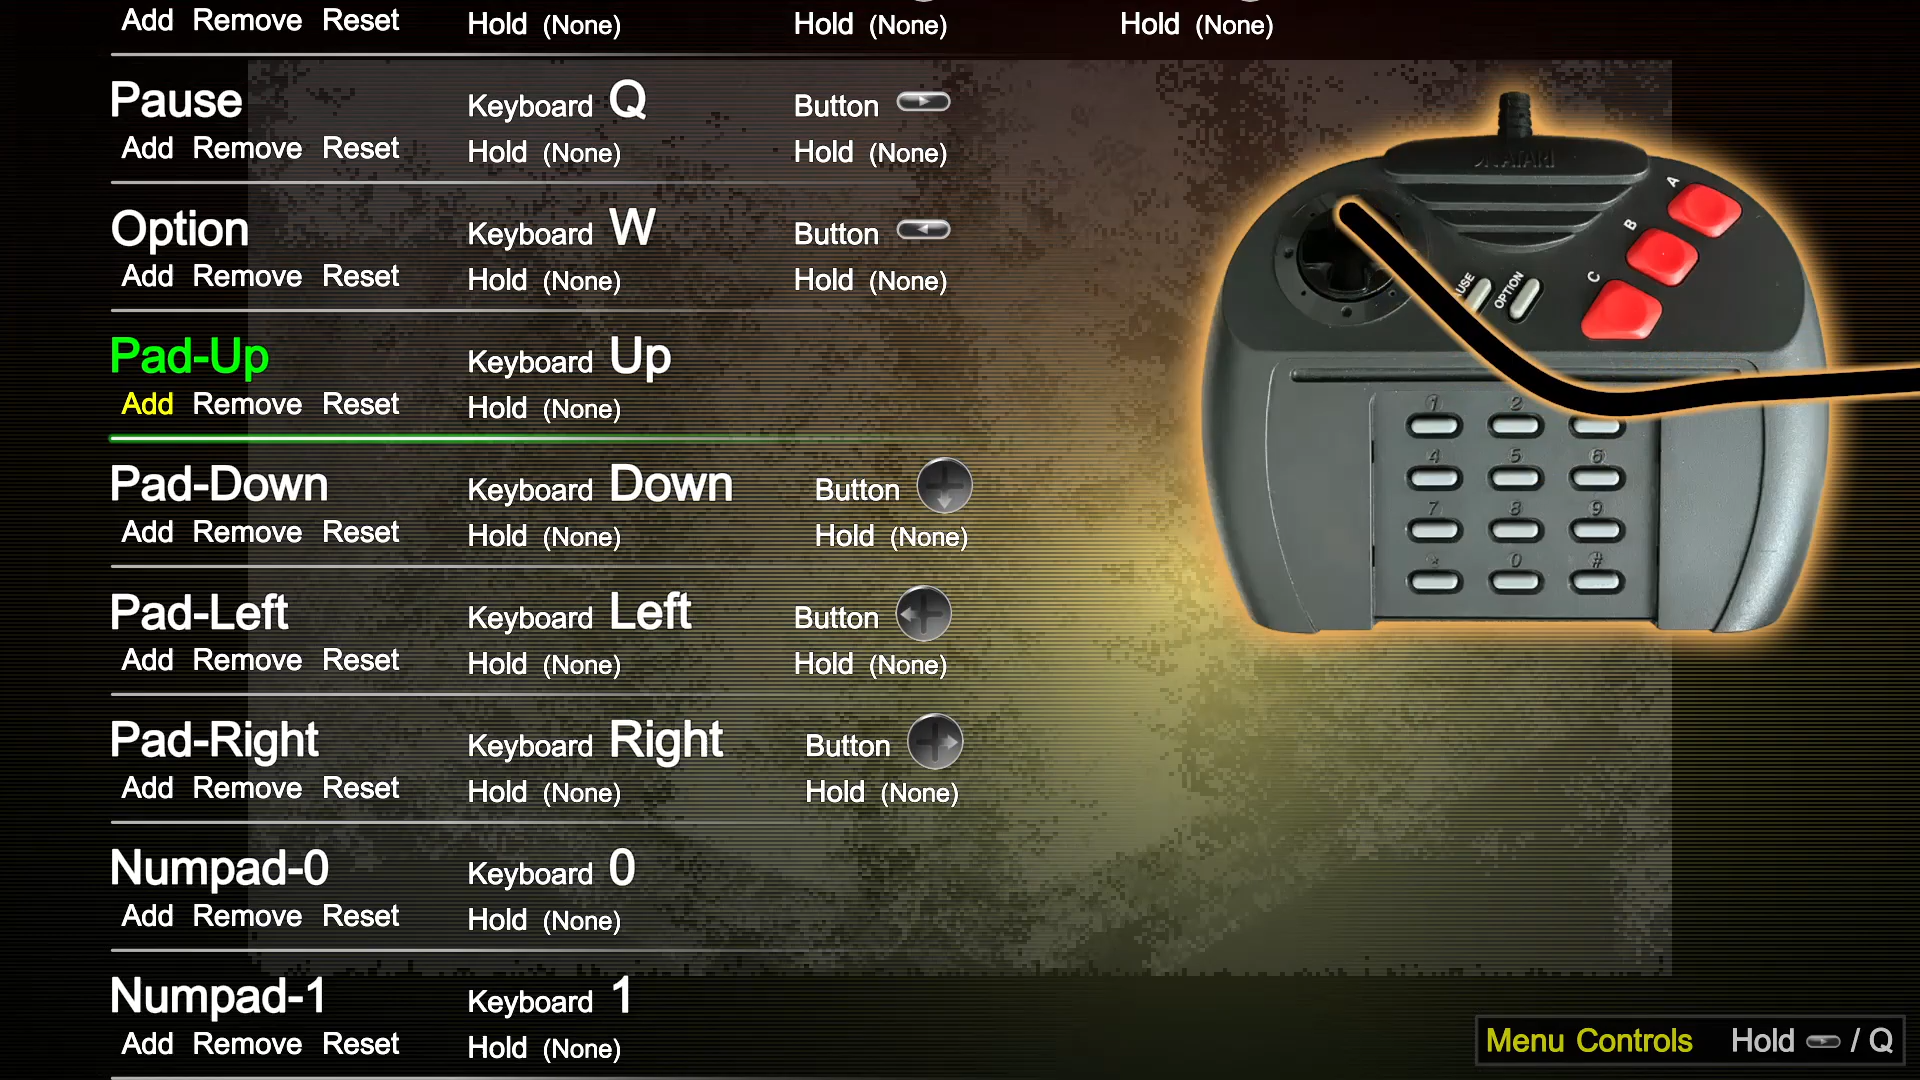 Add Remove Reset Hold (None) Hold (None) Hold (None)
Pause Keyboard Q Button
Add Remove Reset Hold (None) Hold (None)
Option Keyboard W Button
Add Remove Reset Hold (None) Hold (None)
Pad-Up Keyboard Up
Add Remove Reset Hold (None)
Pad-Down Keyboard Down Button
Add Remove Reset Hold (None) Hold (None)
Pad-Left Keyboard Left Button
Add Remove Reset Hold (None) Hold (None)
Pad-Right Keyboard Right Button
Add Remove Reset Hold (None) Hold (None)
Numpad-0 Keyboard 0
Add Remove Reset Hold (None)
Numpad-1 Keyboard 1
Add Remove Reset Hold (None)
ATARI
A
B
C
OPTION
1 2
4 5 6
7 8 9
* 0 #
Menu Controls Hold / Q